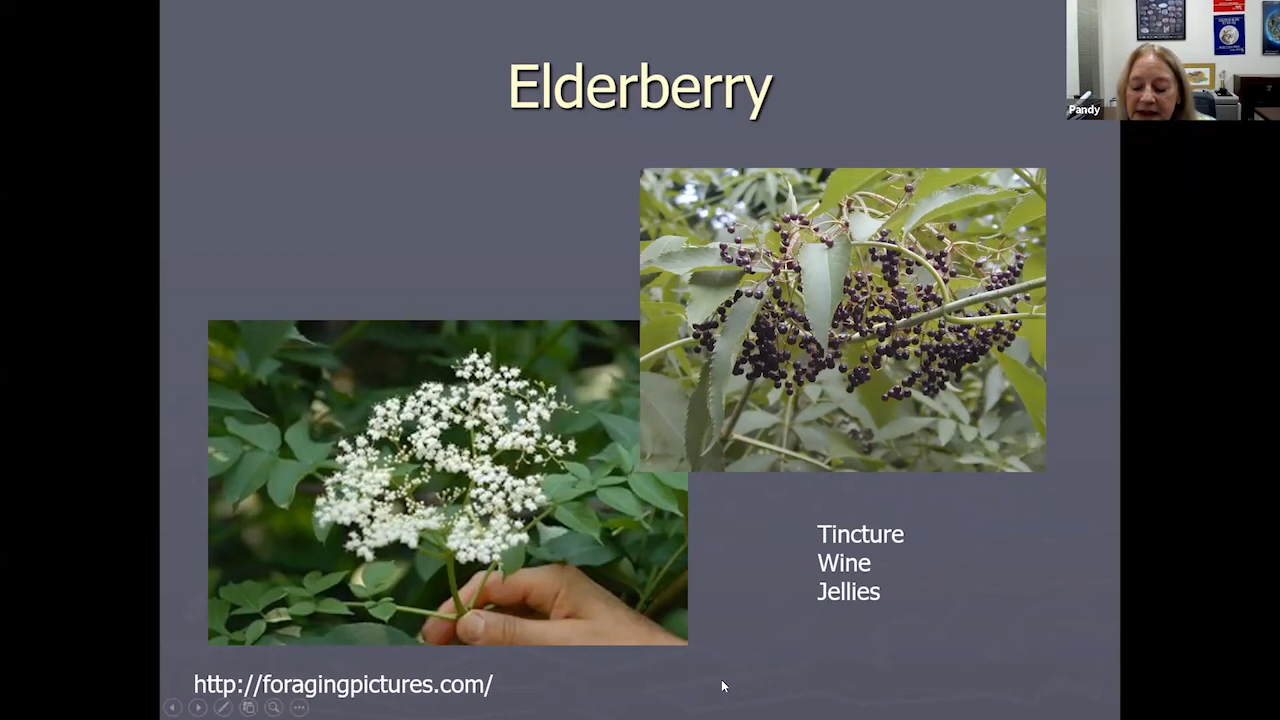 Elderberry
Pandy
Tincture
Wine
Jellies
http://foragingpictures.com/